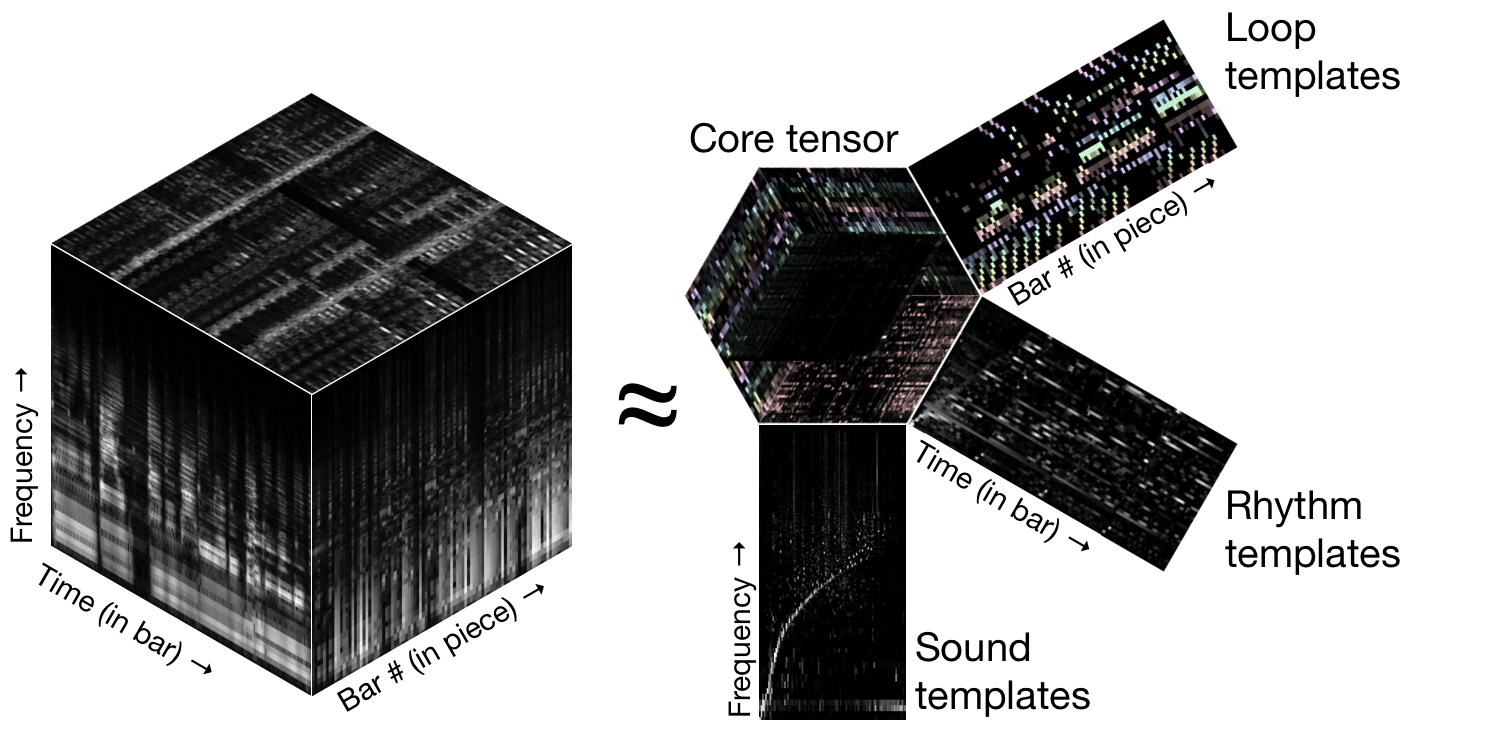 Frequency →
Time (in bar) →
Bar # (in piece) →
≈
Core tensor
Loop
templates
Bar # (in piece) →
Time (in bar) →
Rhythm
templates
Frequency →
Sound
templates